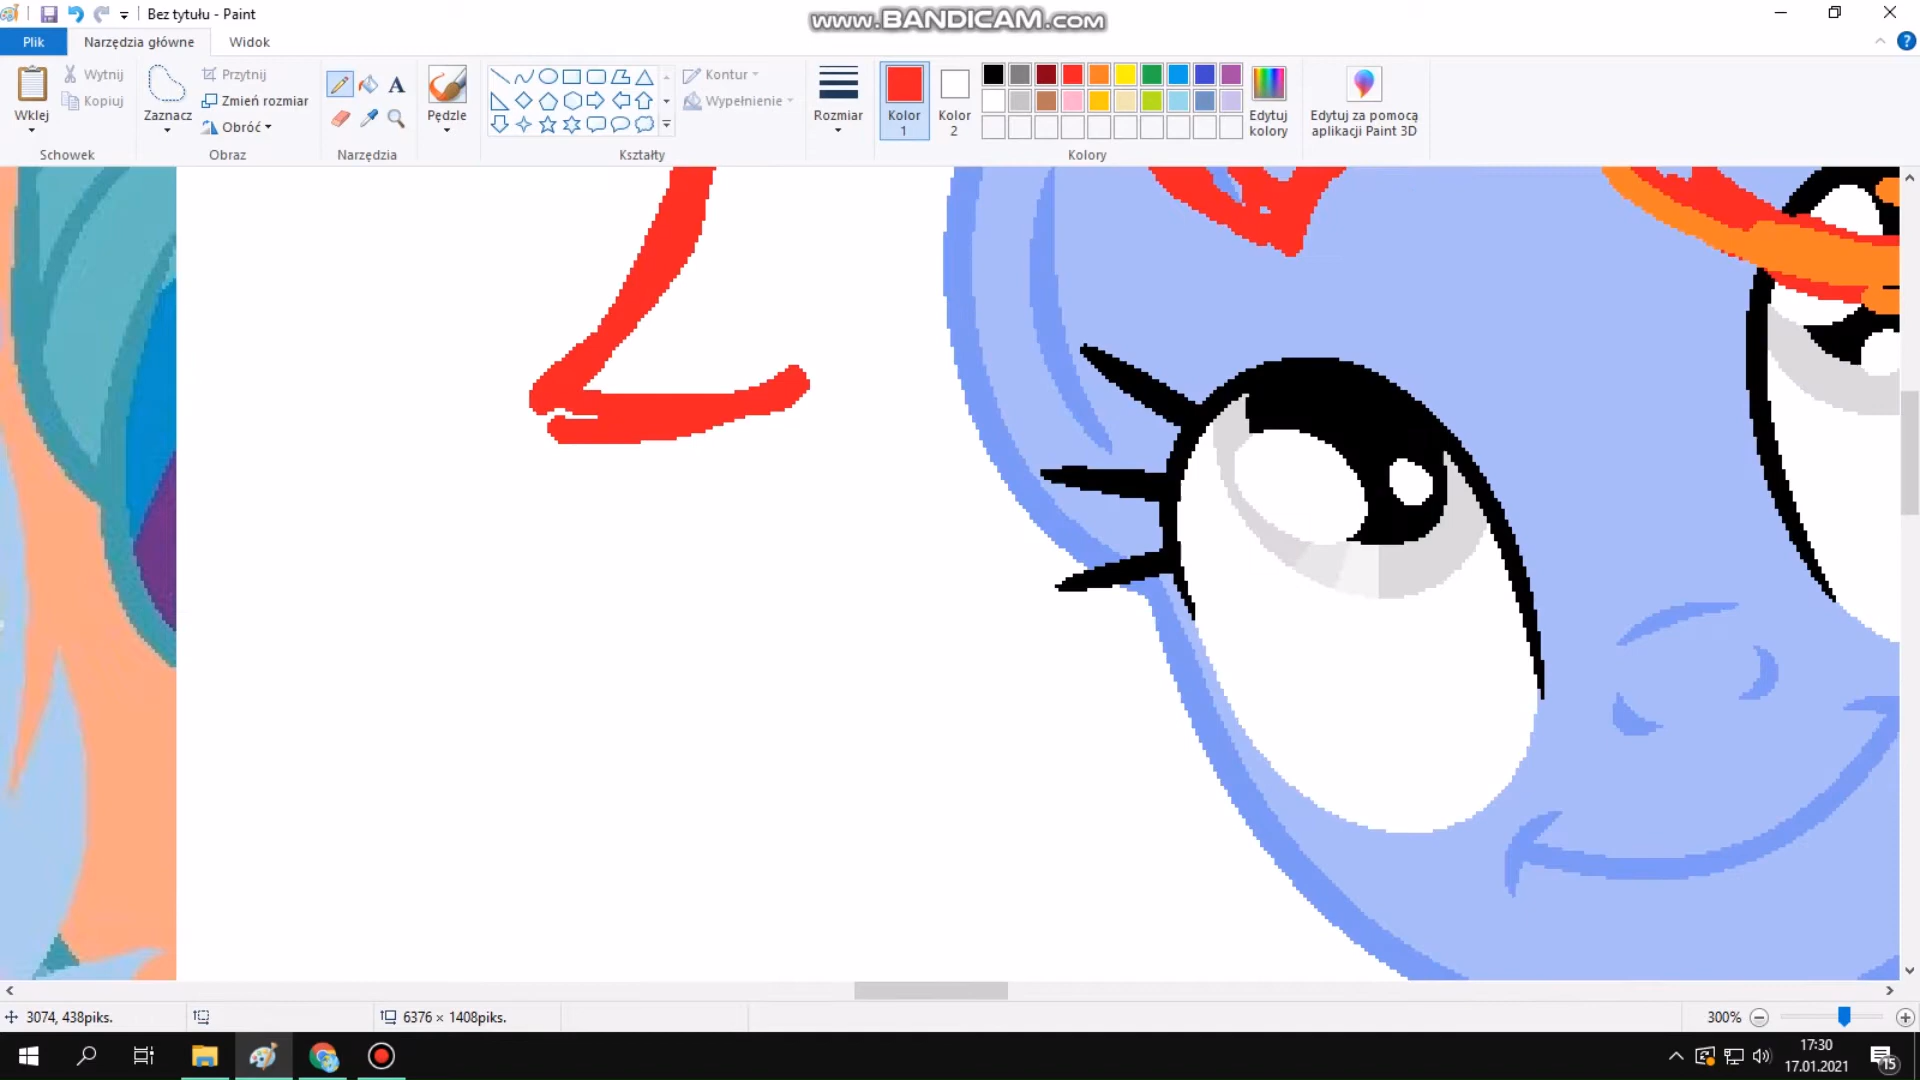 Bez tytułu - Paint
www.BANDICAM.com
Plik Narzędzia główne Widok
Wklej
Wytnij
Kopiuj
Schowek
Zaznacz
Przytnij
Zmień rozmiar
Obróć
Obraz
A
Narzędzia
Pędzle
Kształty
Kontur
Wypełnienie
Rozmiar
Kolor
1
Kolor
2
Edytuj
kolory
Kolory
Edytuj za pomocą
aplikacji Paint 3D
2
3074, 438piks.
6376 × 1408piks.
300%
17:30
17.01.2021
15